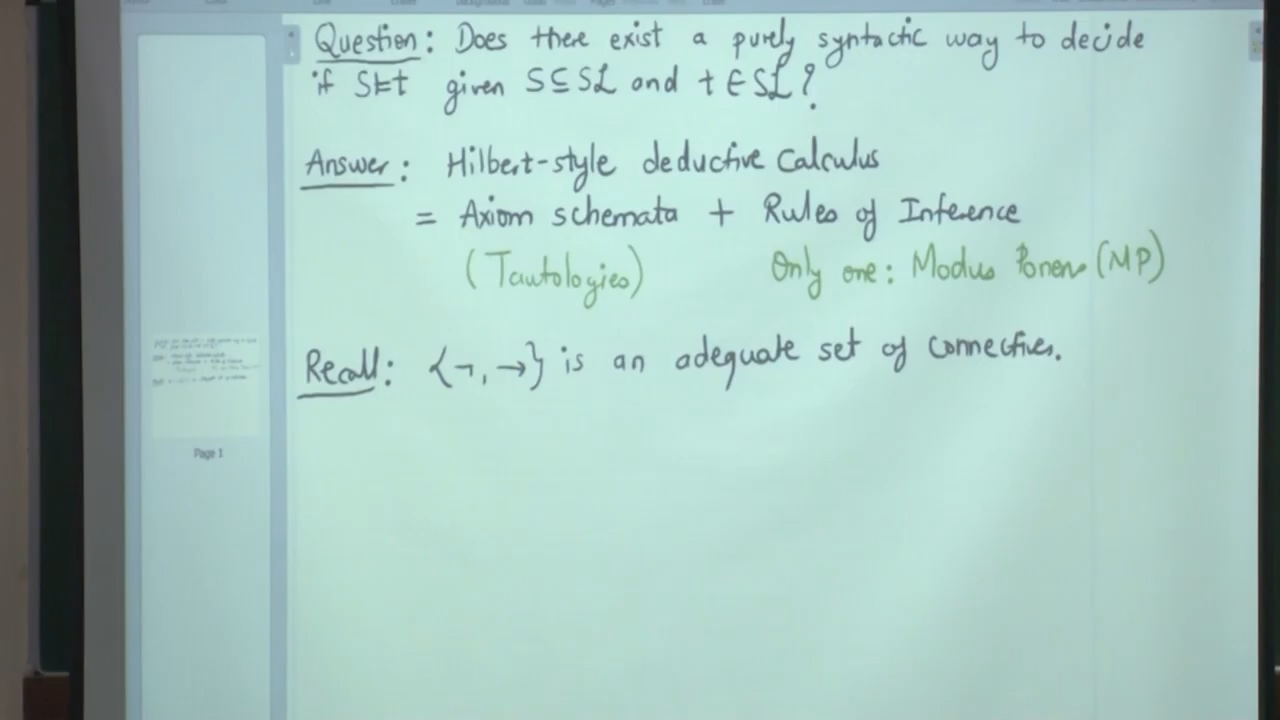 Question: Does there exist a purely syntactic way to decide
if S⊨t given S⊆SL and t∈SL?
Answer: Hilbert-style deductive Calculus
= Axiom schemata + Rules of Inference
(Tautologies) Only one: Modus Ponens (MP)
Recall: {¬,→} is an adequate set of connectives.
Page 1